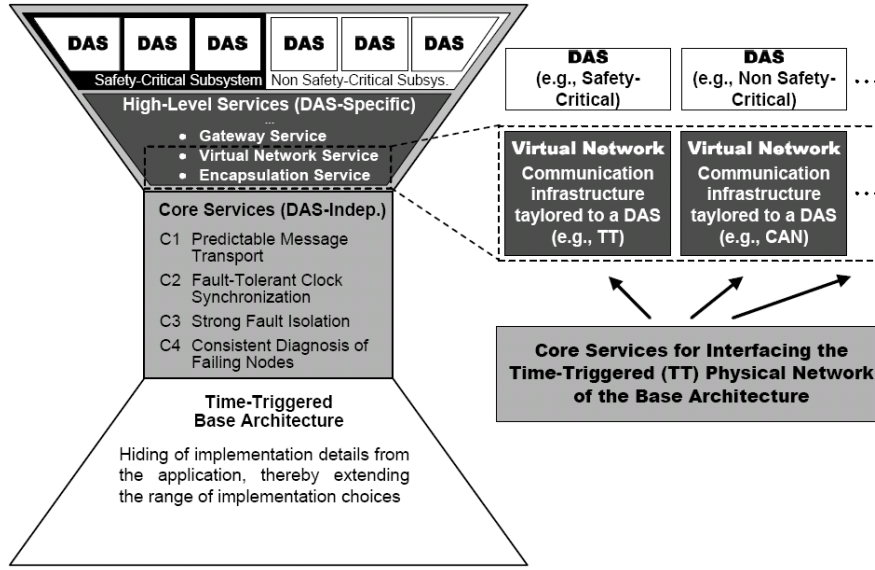 DAS DAS DAS DAS DAS DAS
Safety-Critical Subsystem Non Safety-Critical Subsys.
High-Level Services (DAS-Specific)
...
• Gateway Service
• Virtual Network Service
• Encapsulation Service
Core Services (DAS-Indep.)
C1 Predictable Message
Transport
C2 Fault-Tolerant Clock
Synchronization
C3 Strong Fault Isolation
C4 Consistent Diagnosis of
Failing Nodes
Time-Triggered
Base Architecture
Hiding of implementation details from
the application, thereby extending
the range of implementation choices
DAS
(e.g., Safety-
Critical)
DAS
(e.g., Non Safety-
Critical)
...
Virtual Network
Communication
infrastructure
taylored to a DAS
(e.g., TT)
Virtual Network
Communication
infrastructure
taylored to a DAS
(e.g., CAN)
...
Core Services for Interfacing the
Time-Triggered (TT) Physical Network
of the Base Architecture